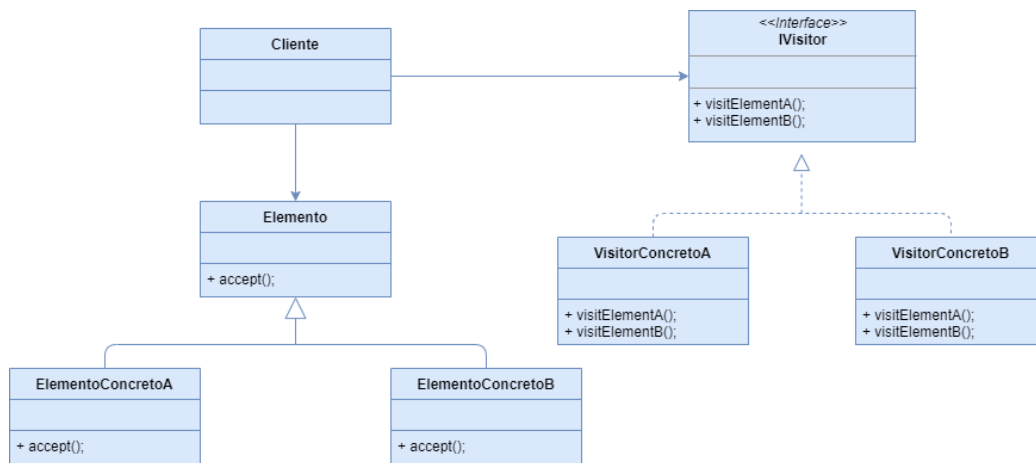 Cliente
<<Interface>>
IVisitor
+ visitElementA();
+ visitElementB();
Elemento
+ accept();
VisitorConcretoA
+ visitElementA();
+ visitElementB();
VisitorConcretoB
+ visitElementA();
+ visitElementB();
ElementoConcretoA
+ accept();
ElementoConcretoB
+ accept();